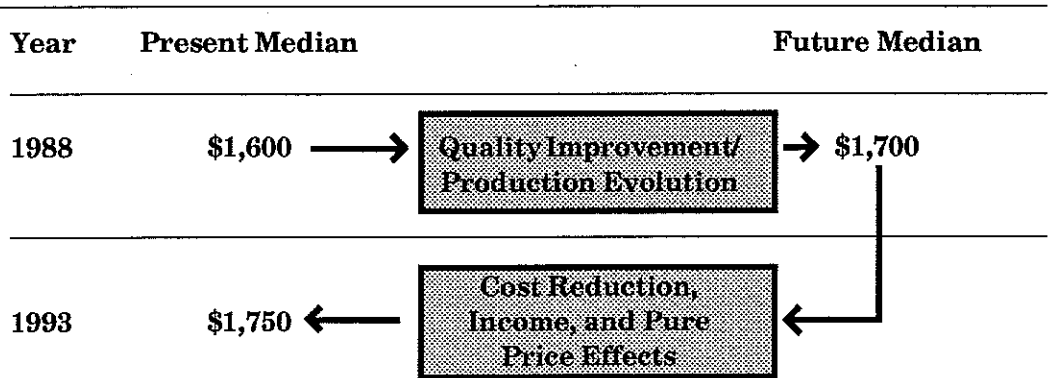 Year Present Median Future Median
1988 $1,600 Quality Improvement/ $1,700
Production Evolution
Cost Reduction,
1993 $1,750 Income, and Pure
Price Effects